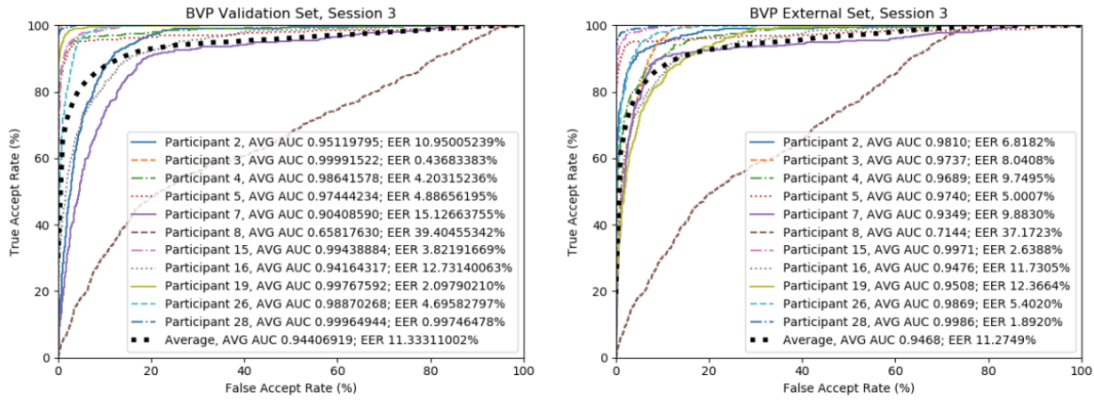 BVP Validation Set, Session 3
100
80
60
40
20
0
True Accept Rate (%)
Participant 2, AVG AUC 0.95119795; EER 10.95005239%
Participant 3, AVG AUC 0.99991522; EER 0.43683383%
Participant 4, AVG AUC 0.98641578; EER 4.20315236%
Participant 5, AVG AUC 0.97444234; EER 4.88656195%
Participant 7, AVG AUC 0.90408590; EER 15.12663755%
Participant 8, AVG AUC 0.65817630; EER 39.40455342%
Participant 15, AVG AUC 0.99438884; EER 3.82191669%
Participant 16, AVG AUC 0.94164317; EER 12.73140063%
Participant 19, AVG AUC 0.99767592; EER 2.09790210%
Participant 26, AVG AUC 0.98870268; EER 4.69582797%
Participant 28, AVG AUC 0.99964944; EER 0.99746478%
Average, AVG AUC 0.94406919; EER 11.33311002%
0 20 40 60 80 100
False Accept Rate (%)
BVP External Set, Session 3
100
80
60
40
20
0
True Accept Rate (%)
Participant 2, AVG AUC 0.9810; EER 6.8182%
Participant 3, AVG AUC 0.9737; EER 8.0408%
Participant 4, AVG AUC 0.9689; EER 9.7495%
Participant 5, AVG AUC 0.9740; EER 5.0007%
Participant 7, AVG AUC 0.9349; EER 9.8830%
Participant 8, AVG AUC 0.7144; EER 37.1723%
Participant 15, AVG AUC 0.9971; EER 2.6388%
Participant 16, AVG AUC 0.9476; EER 11.7305%
Participant 19, AVG AUC 0.9508; EER 12.3664%
Participant 26, AVG AUC 0.9869; EER 5.4020%
Participant 28, AVG AUC 0.9986; EER 1.8920%
Average, AVG AUC 0.9468; EER 11.2749%
0 20 40 60 80 100
False Accept Rate (%)